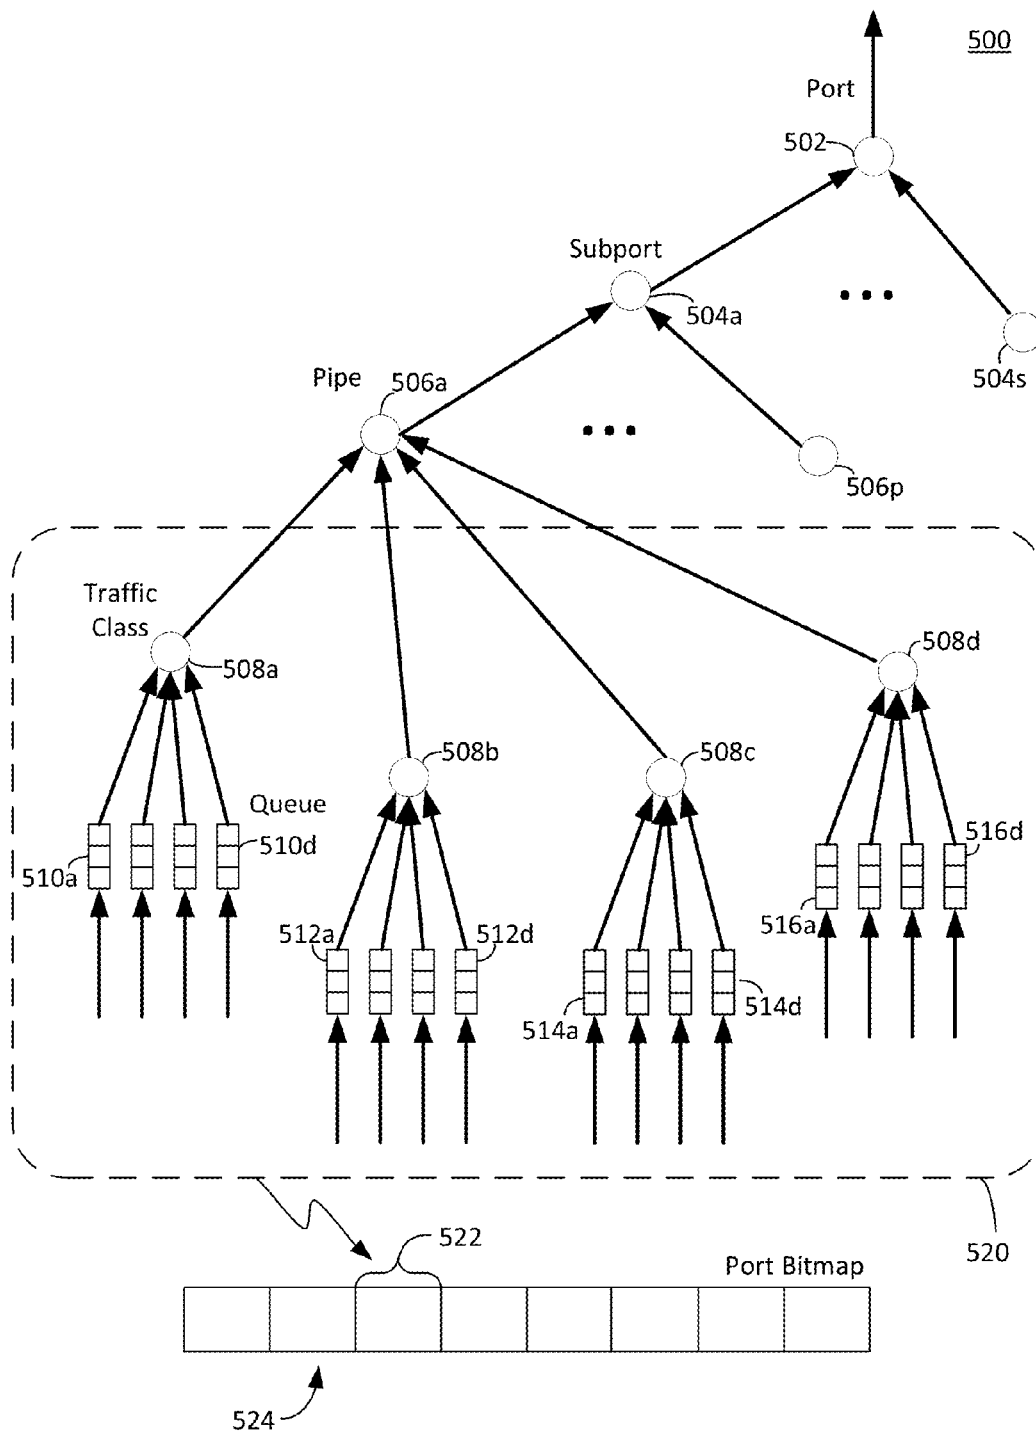 500
Port
502
Subport
504a
504s
Pipe
506a
506p
Traffic
Class
508a
508d
508b
508c
Queue
510a
510d
516d
516a
512a
512d
514a
514d
520
522
Port Bitmap
524